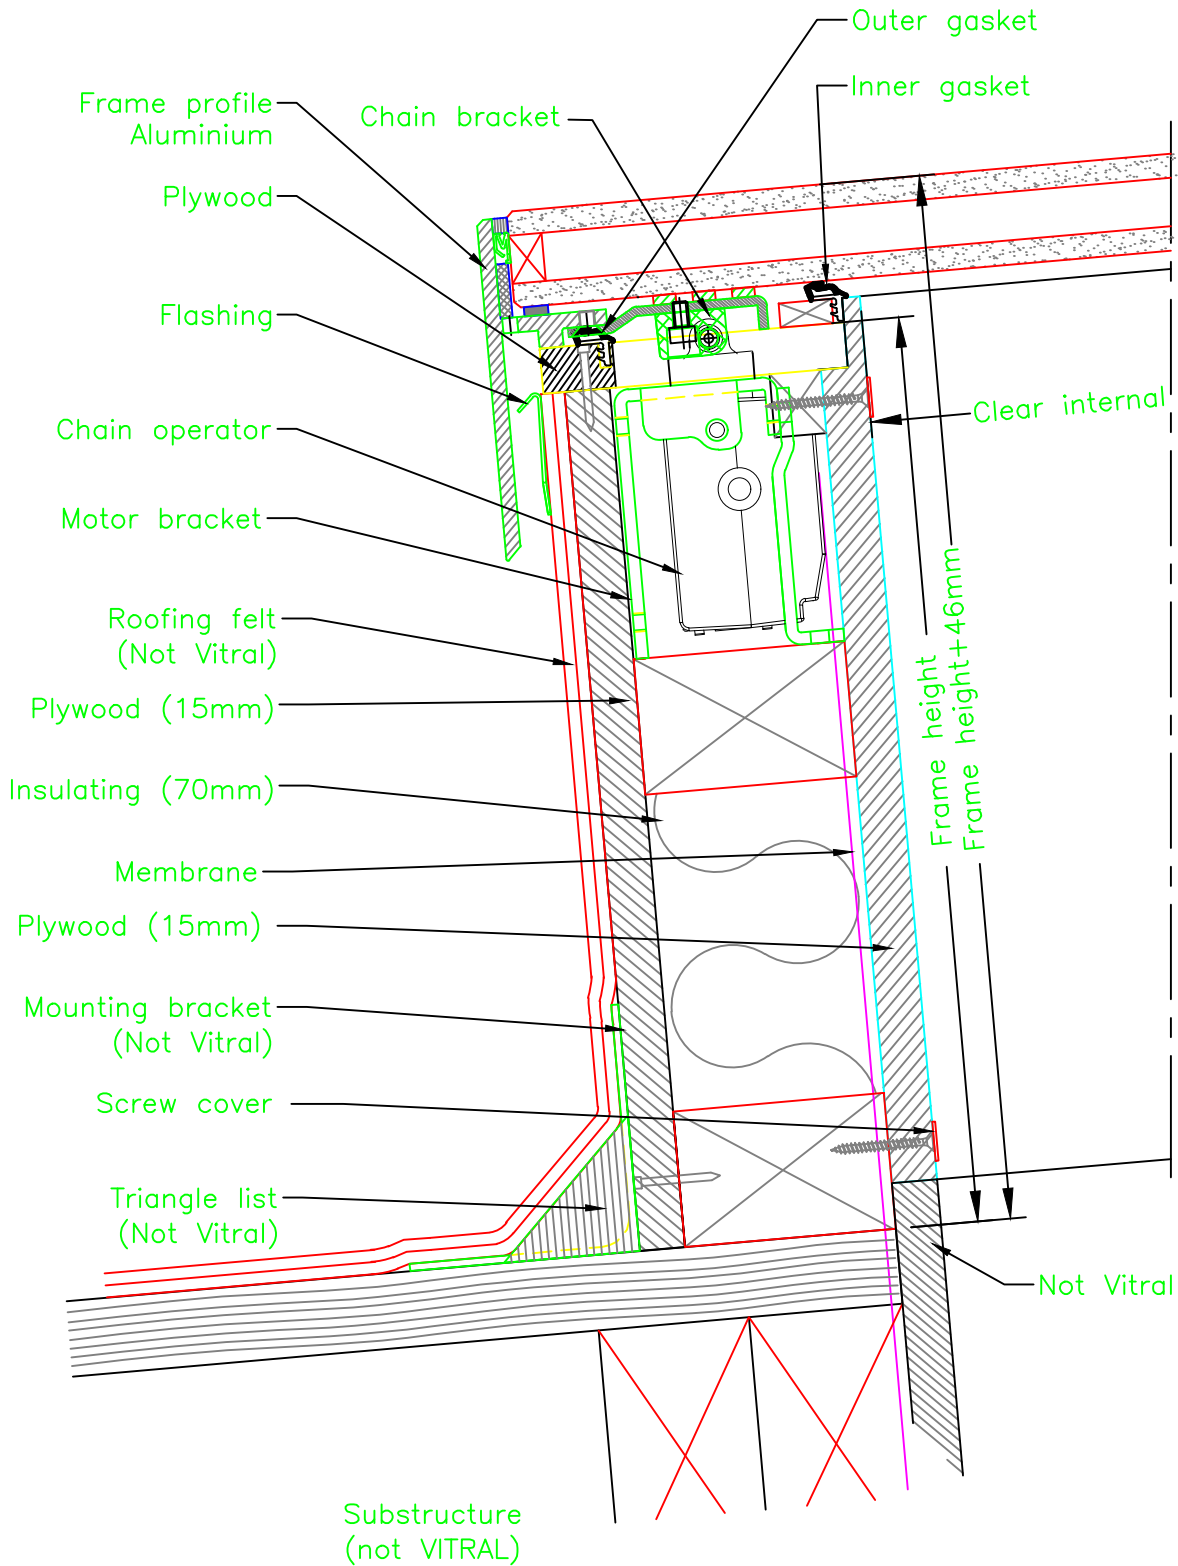 Outer gasket
Inner gasket
Frame profile
Aluminium
Chain bracket
Plywood
Flashing
Clear internal
Chain operator
Motor bracket
Roofing felt
(Not Vitral)
Plywood (15mm)
Frame height
Frame height+46mm
Insulating (70mm)
Membrane
Plywood (15mm)
Mounting bracket
(Not Vitral)
Screw cover
Triangle list
(Not Vitral)
Not Vitral
Substructure
(not VITRAL)